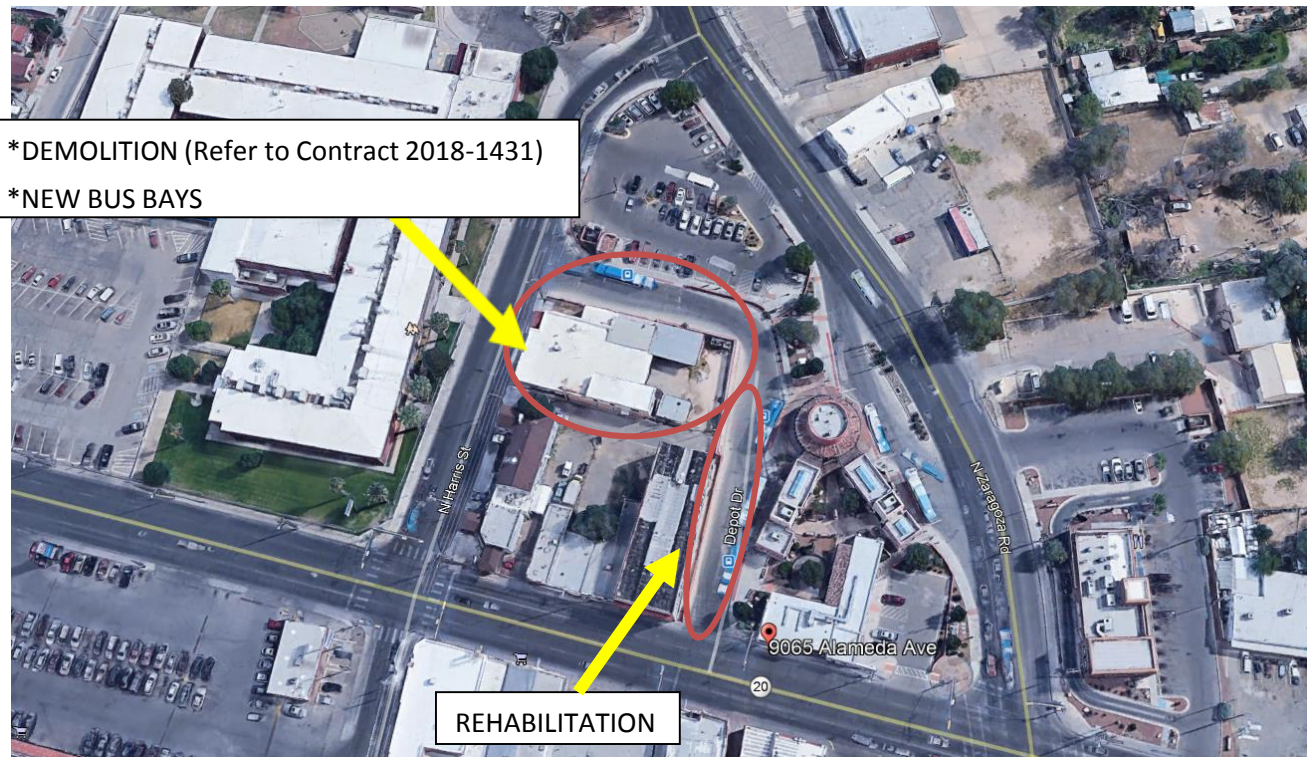 *DEMOLITION (Refer to Contract 2018-1431)
*NEW BUS BAYS
N Harris St
Depot Dr
N Zaragoza Rd
9065 Alameda Ave
20
REHABILITATION